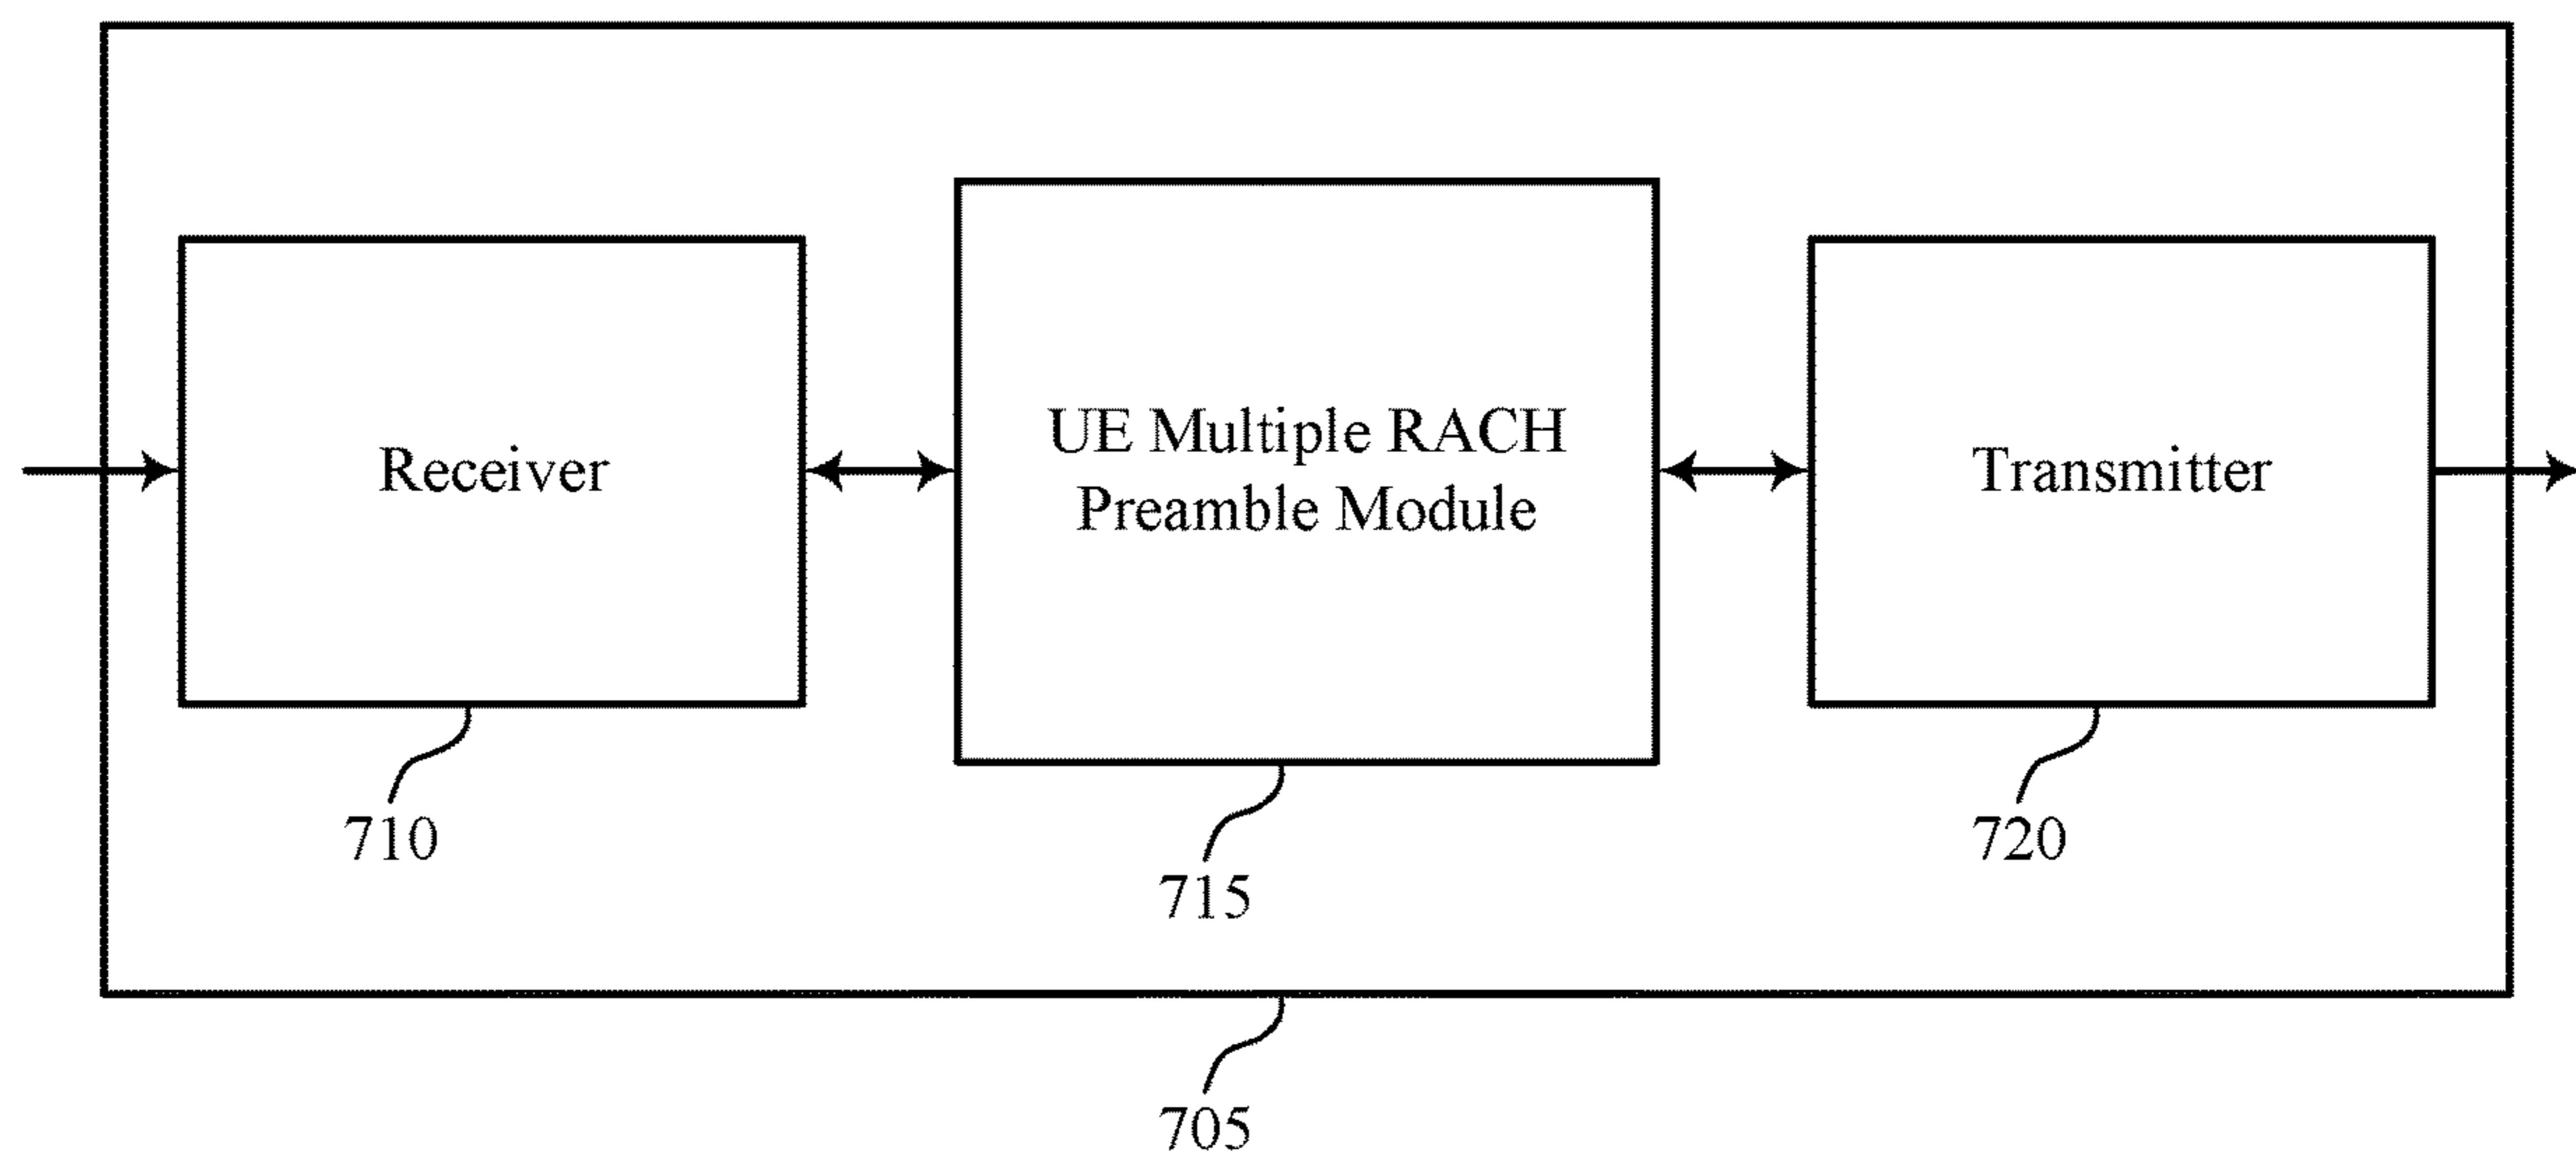 Receiver
UE Multiple RACH
Preamble Module
Transmitter
710
715
720
705